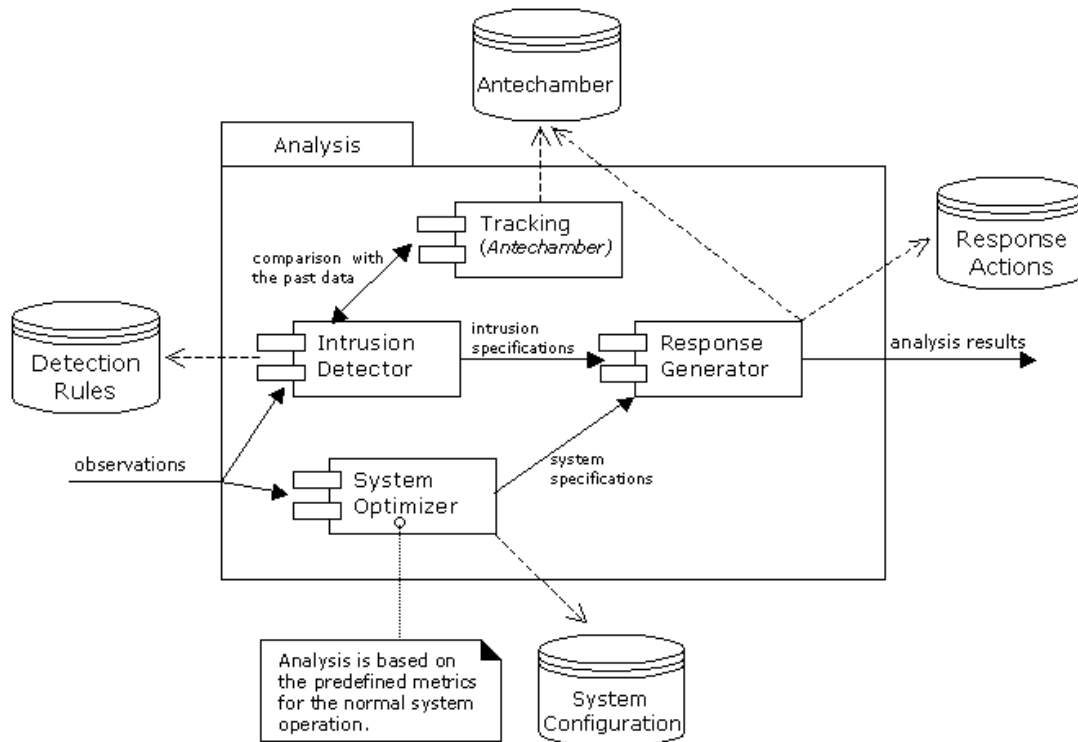 Antechamber
Analysis
Tracking
(Antechamber)
Response
Actions
comparison with
the past data
Detection
Rules
Intrusion
Detector
intrusion
specifications
Response
Generator
analysis results
observations
System
Optimizer
system
specifications
Analysis is based on
the predefined metrics
for the normal system
operation.
System
Configuration